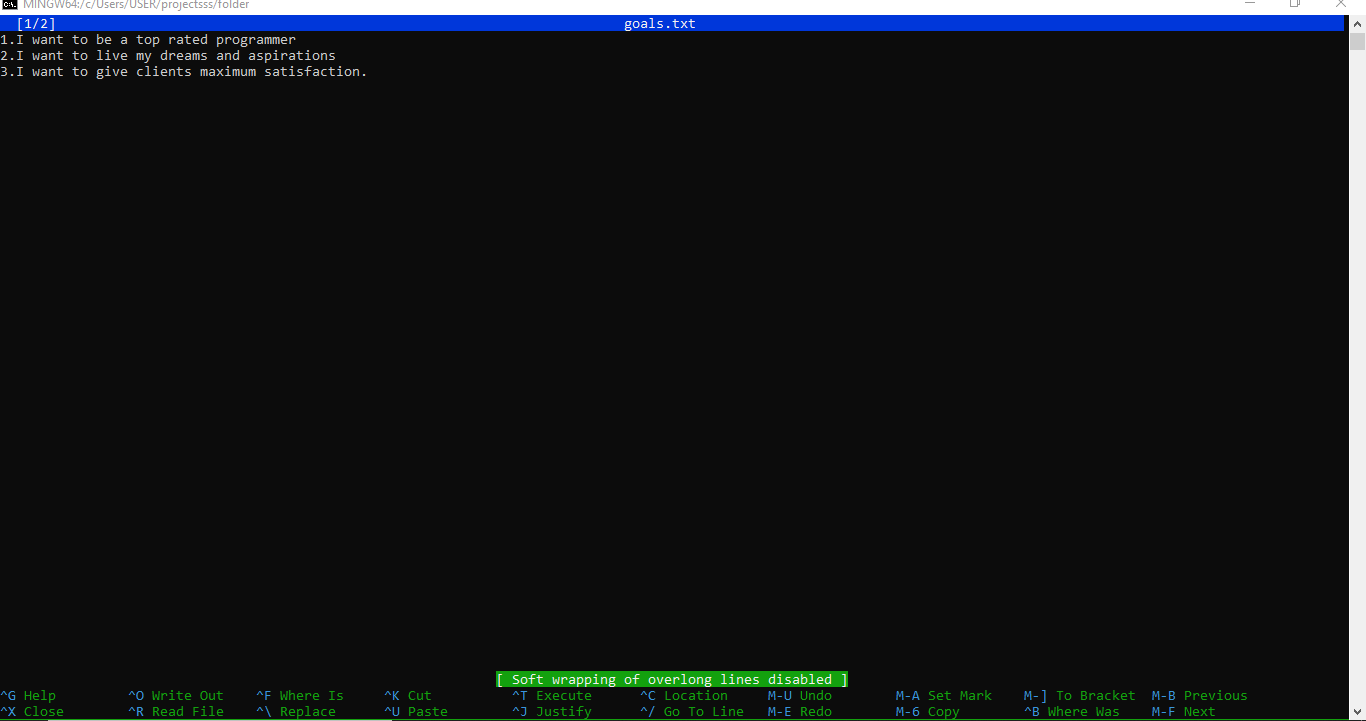 MINGW64:/c/Users/USER/projectsss/folder
[1/2] goals.txt
1.I want to be a top rated programmer
2.I want to live my dreams and aspirations
3.I want to give clients maximum satisfaction.
[ Soft wrapping of overlong lines disabled ]
^G Help ^O Write Out ^F Where Is ^K Cut ^T Execute ^C Location M-U Undo M-A Set Mark M-] To Bracket M-B Previous
^X Close ^R Read File ^\ Replace ^U Paste ^J Justify ^/ Go To Line M-E Redo M-6 Copy ^B Where Was M-F Next